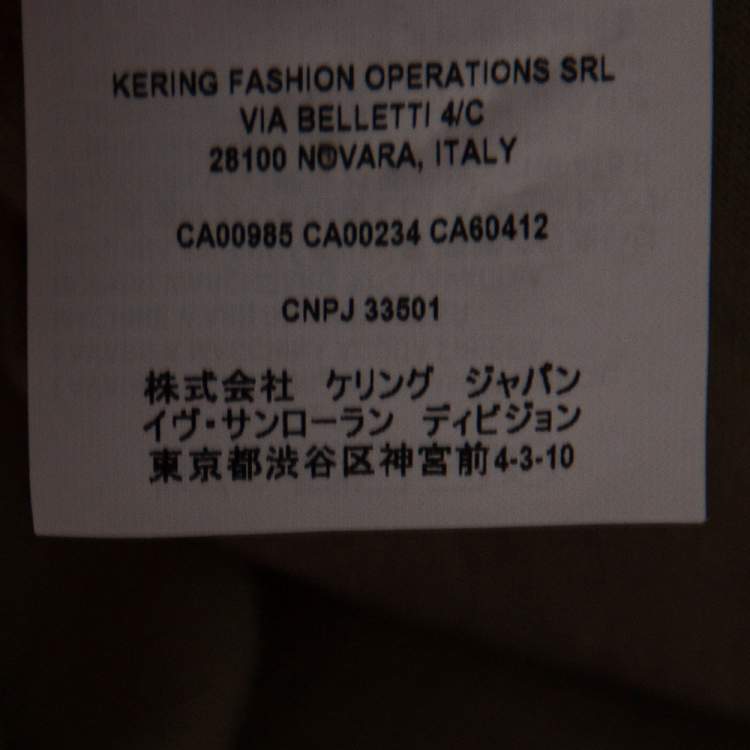 KERING FASHION OPERATIONS SRL
VIA BELLETTI 4/C
28100 NOVARA, ITALY
CA00985 CA00234 CA60412
CNPJ 33501
株式会社 ケリング ジャパン
イヴ・サンローラン ディビジョン
東京都渋谷区神宮前4-3-10